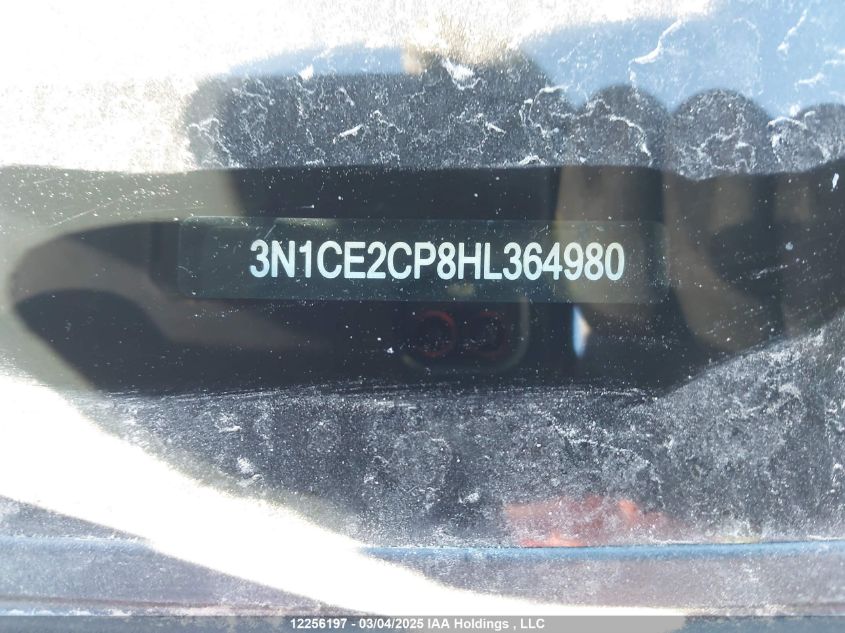 3N1CE2CP8HL364980
12256197 - 03/04/2025 IAA Holdings , LLC